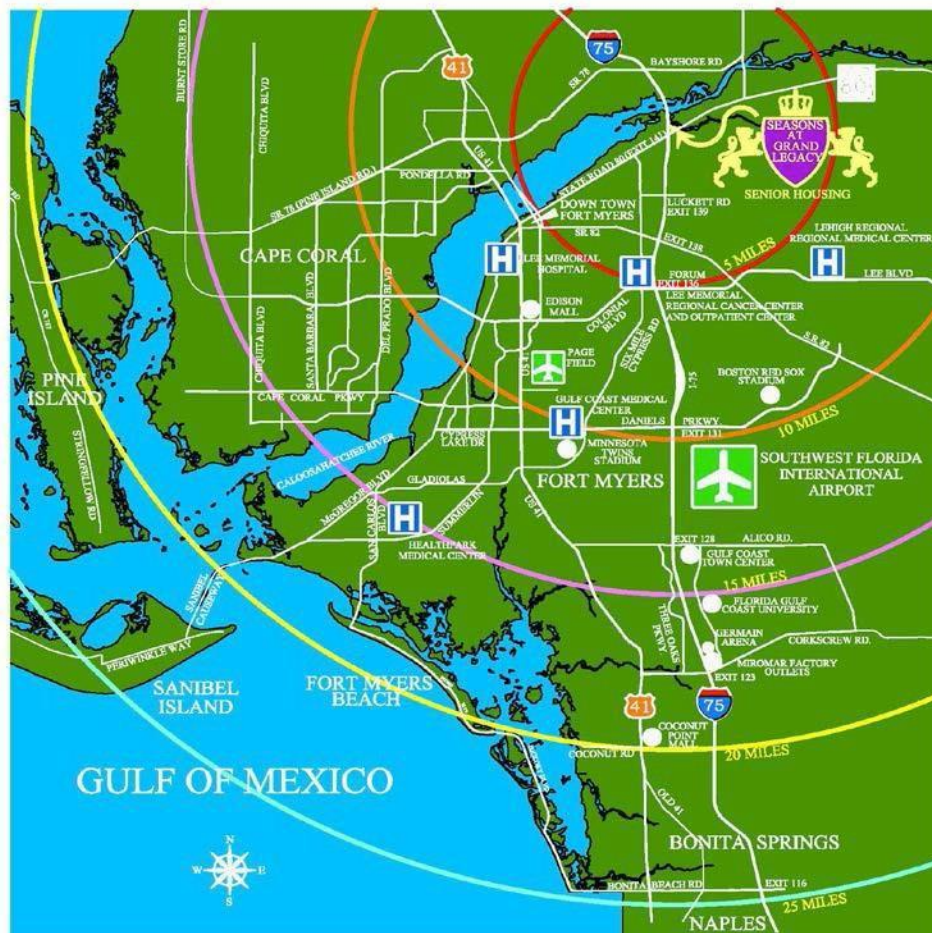 BURNT STORE RD
CHIQUITA BLVD
41
75
BAYSHORE RD
SR. 78
US 41
STATE ROAD 80 (EXIT 141)
SEASONS
AT
GRAND
LEGACY
SENIOR HOUSING
PONDELLA RD
SR. 78 (PINE ISLAND RD.)
DOWN TOWN
FORT MYERS
LUCKETT RD
EXIT 139
SR 82
EXIT 138
LEHIGH REGIONAL
REGIONAL MEDICAL CENTER
CAPE CORAL
H
LEE MEMORIAL
HOSPITAL
H
FORUM
EXIT 136
5 MILES
H
LEE BLVD
LEE MEMORIAL
REGIONAL CANCER CENTER
AND OUTPATIENT CENTER
EDISON
MALL
COLONIAL
BLVD
SIX MILE
CYPRESS RD
S.R. 82
CHIQUITA BLVD
SANTA BARBARA BLVD
DELPRADO BLVD
US 41
PAGE
FIELD
I-75
BOSTON RED SOX
STADIUM
PINE
ISLAND
CAPE CORAL PKWY
GULF COAST MEDICAL
CENTER
H
DANIELS
PRKWY.
EXIT 131
10 MILES
CYPRESS
LAKE DR
MINNESOTA
TWINS
STADIUM
STRINGFELLOW RD
CALOOSAHATCHEE RIVER
McGREGOR BLVD
GLADIOLAS
FORT MYERS
SOUTHWEST FLORIDA
INTERNATIONAL
AIRPORT
SAN CARLOS
BLVD
SUMMERLIN
US 41
H
HEALTHPARK
MEDICAL CENTER
EXIT 128
ALICO RD.
GULF COAST
TOWN CENTER
15 MILES
SANIBEL
CAUSEWAY
FLORIDA GULF
COAST UNIVERSITY
THREE OAKS
PKWY.
GERMAIN
ARENA
CORKSCREW RD.
PERIWINKLE WAY
MIROMAR FACTORY
OUTLETS
EXIT 123
SANIBEL
ISLAND
FORT MYERS
BEACH
41
75
COCONUT
POINT
MALL
COCONUT RD
20 MILES
GULF OF MEXICO
OLD 41
BONITA SPRINGS
N
W
E
S
BONITA BEACH RD
EXIT 116
25 MILES
NAPLES